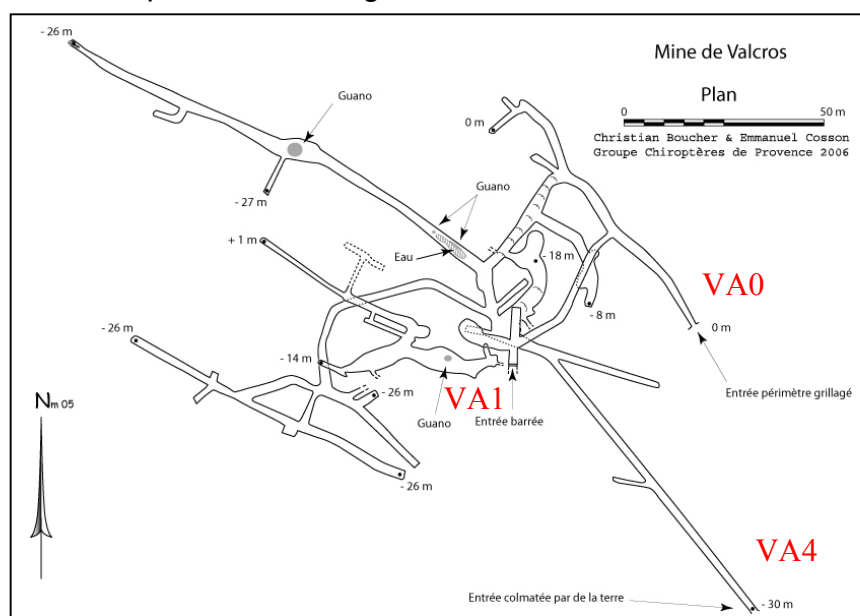 - 26 m
Mine de Valcros
Plan
0 50 m
Christian Boucher & Emmanuel Cosson
Groupe Chiroptères de Provence 2006
Guano
0 m
- 27 m
Guano
+ 1 m
Eau
- 18 m
VA0
- 8 m
0 m
- 26 m
- 14 m
- 26 m
Guano
VA1
Entrée barrée
Entrée périmètre grillagé
Nm 05
- 26 m
VA4
Entrée colmatée par de la terre
- 30 m